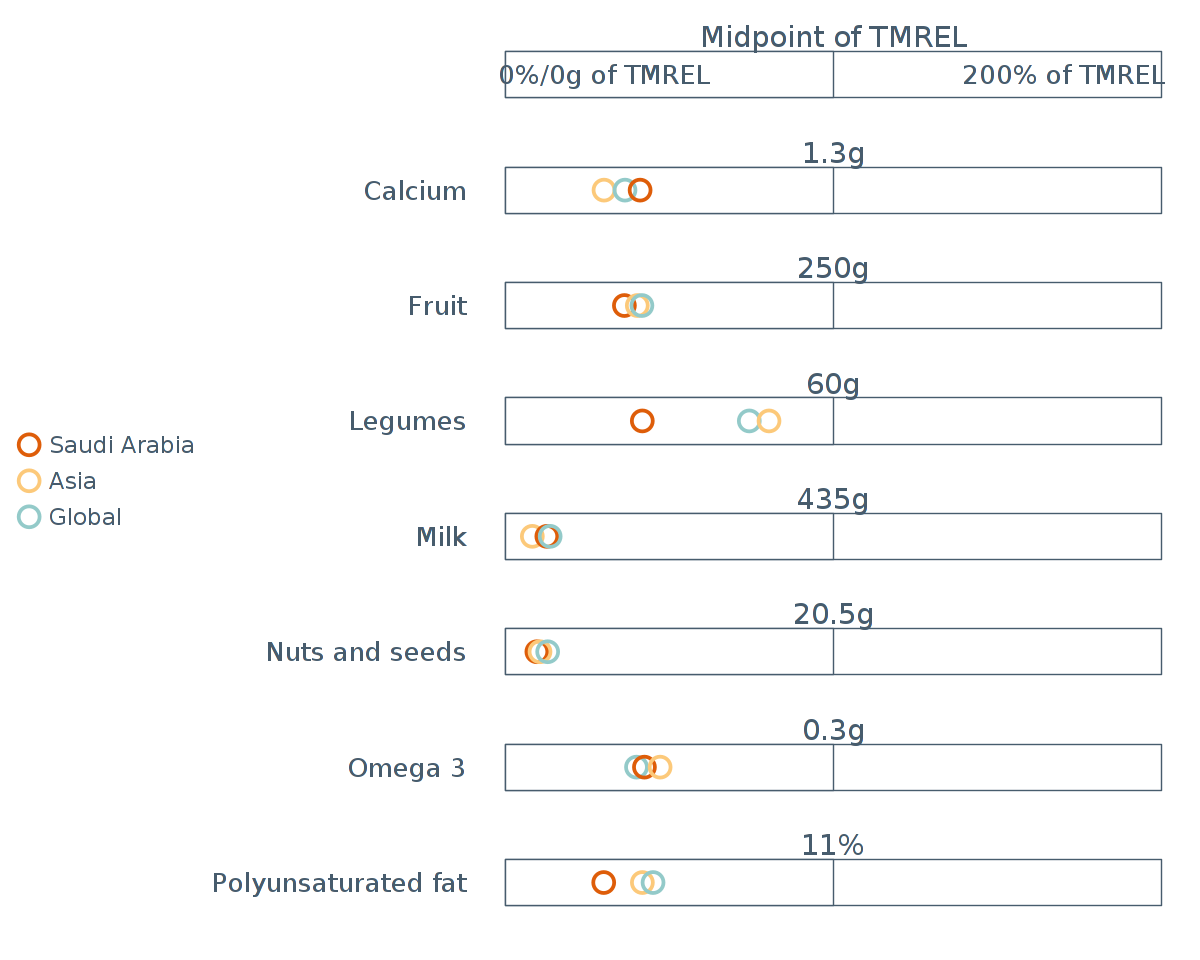 Midpoint of TMREL
0%/0g of TMREL
200% of TMREL
1.3g
Calcium
250g
Fruit
60g
Legumes
Saudi Arabia
Asia
Global
435g
Milk
20.5g
Nuts and seeds
0.3g
Omega 3
11%
Polyunsaturated fat